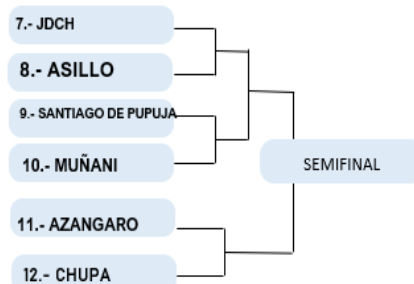 7.- JDCH
8.- ASILLO
9.- SANTIAGO DE PUPUJA
10.- MUÑANI
SEMIFINAL
11.- AZANGARO
12.- CHUPA